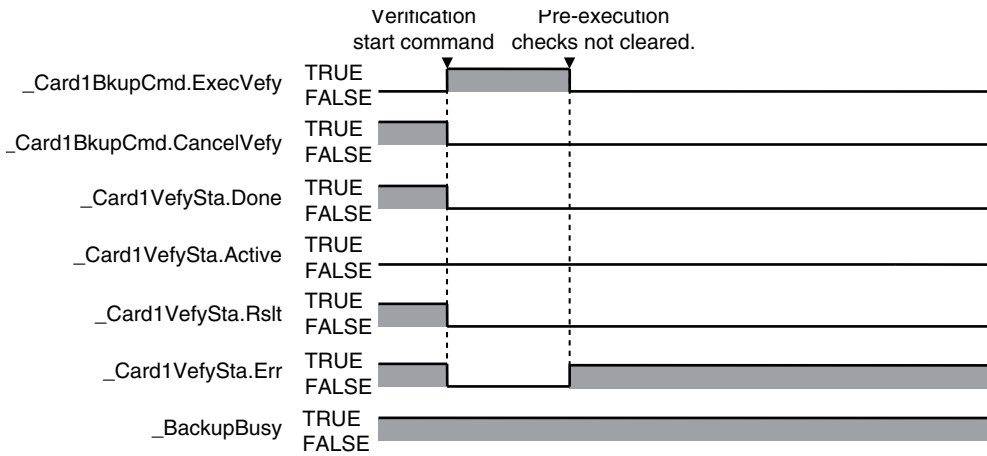 Verification Pre-execution
start command checks not cleared.
_Card1BkupCmd.ExecVefy TRUE
FALSE
_Card1BkupCmd.CancelVefy TRUE
FALSE
_Card1VefySta.Done TRUE
FALSE
_Card1VefySta.Active TRUE
FALSE
_Card1VefySta.Rslt TRUE
FALSE
_Card1VefySta.Err TRUE
FALSE
_BackupBusy TRUE
FALSE